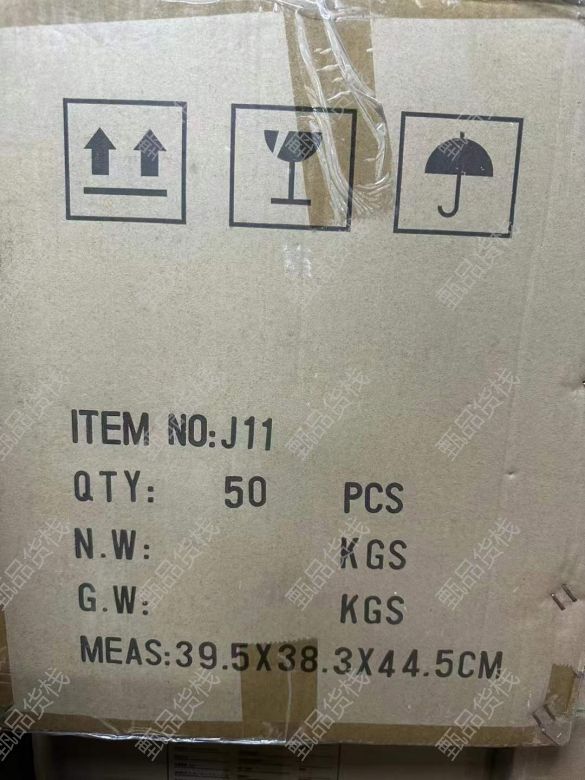 ITEM NO:J11
QTY: 50 PCS
N.W: KGS
G.W: KGS
MEAS:39.5X38.3X44.5CM
甄品货栈